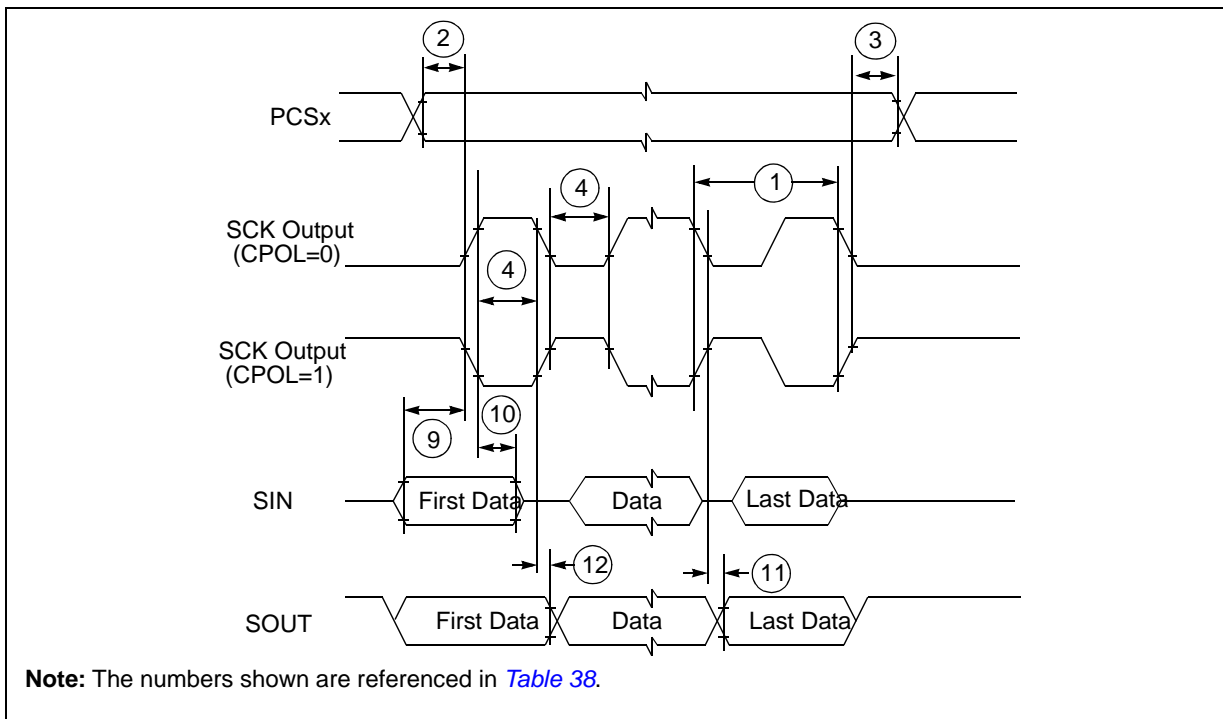 2
3
PCSx
4
1
SCK Output
(CPOL=0)
4
SCK Output
(CPOL=1)
10
9
SIN
First Data
Data
Last Data
12
11
SOUT
First Data
Data
Last Data
Note: The numbers shown are referenced in Table 38.